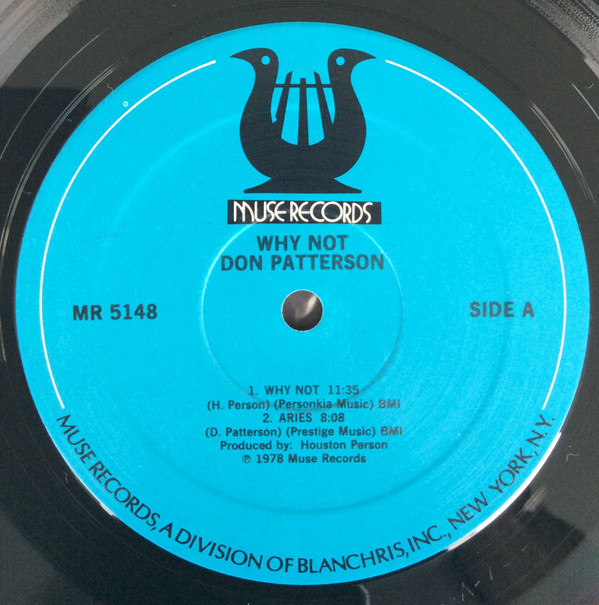 MUSE RECORDS
WHY NOT
DON PATTERSON
MR 5148
SIDE A
1. WHY NOT 11:35
(H. Person) (Personkia Music) BMI
2. ARIES 8:08
(D. Patterson) (Prestige Music) BMI
Produced by: Houston Person
℗ 1978 Muse Records
MUSE RECORDS, A DIVISION OF BLANCHRIS, INC., NEW YORK, N.Y.